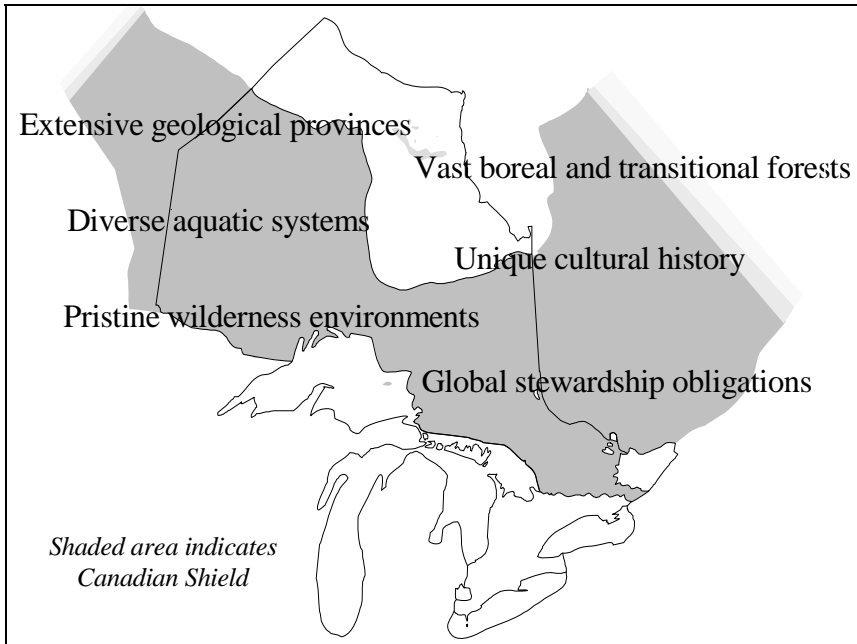 Extensive geological provinces
Vast boreal and transitional forests
Diverse aquatic systems
Unique cultural history
Pristine wilderness environments
Global stewardship obligations
Shaded area indicates
Canadian Shield